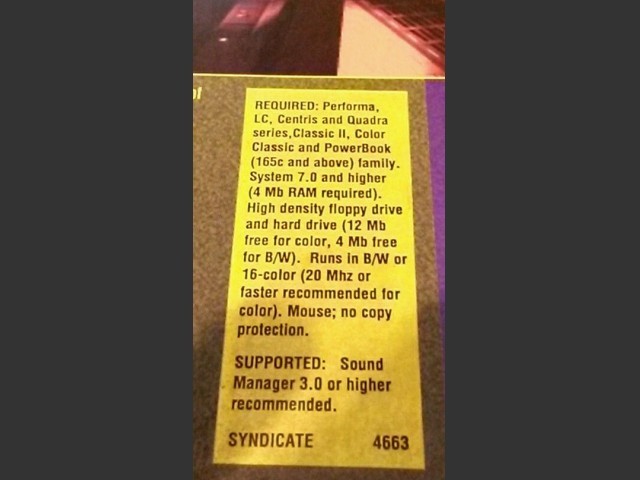 REQUIRED: Performa,
LC, Centris and Quadra
series,Classic II, Color
Classic and PowerBook
(165c and above) family.
System 7.0 and higher
(4 Mb RAM required).
High density floppy drive
and hard drive (12 Mb
free for color, 4 Mb free
for B/W). Runs in B/W or
16-color (20 Mhz or
faster recommended for
color). Mouse; no copy
protection.
SUPPORTED: Sound
Manager 3.0 or higher
recommended.
SYNDICATE 4663